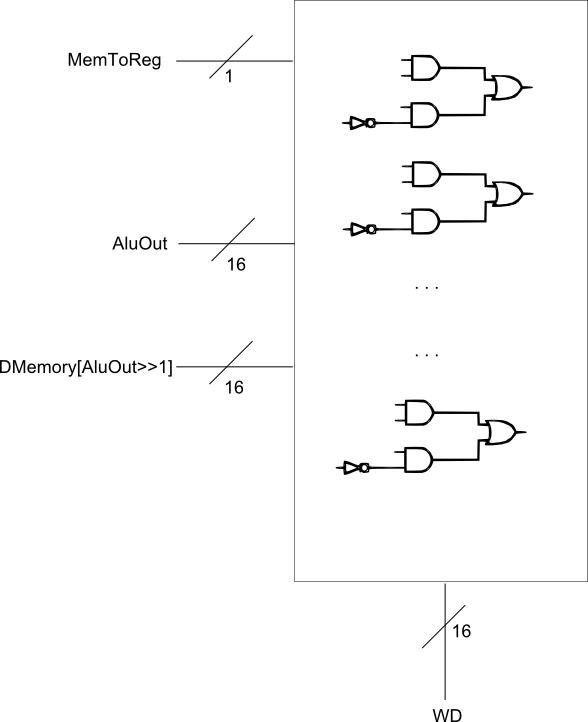 MemToReg
1
AluOut
16
. . .
. . .
DMemory[AluOut>>1]
16
16
WD